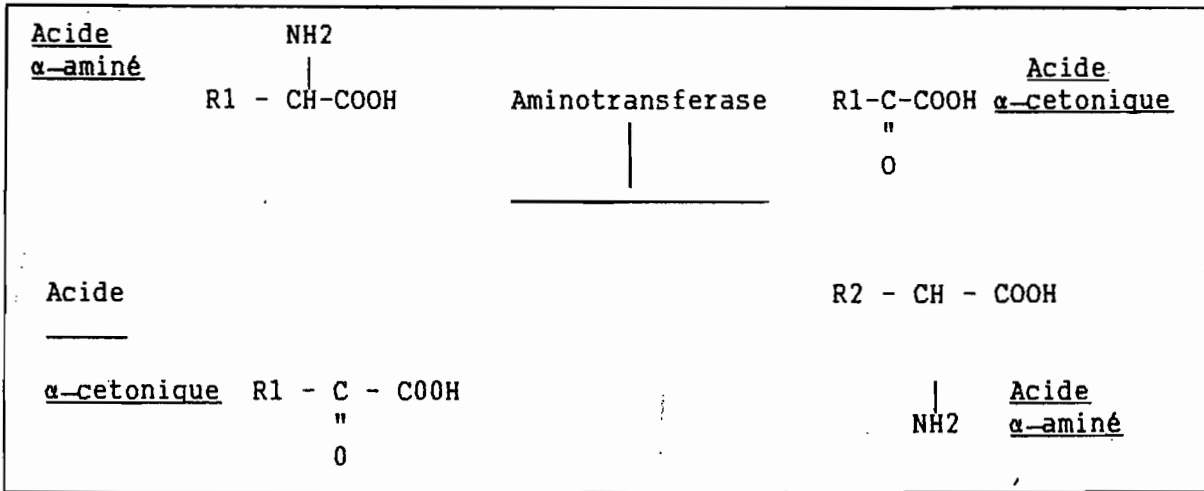 Acide NH2
α-aminé |
Acide
R1 - CH-COOH Aminotransferase R1-C-COOH α-cetonique
"
O
Acide R2 - CH - COOH
α-cetonique R1 - C - COOH | Acide
" NH2 α-aminé
O